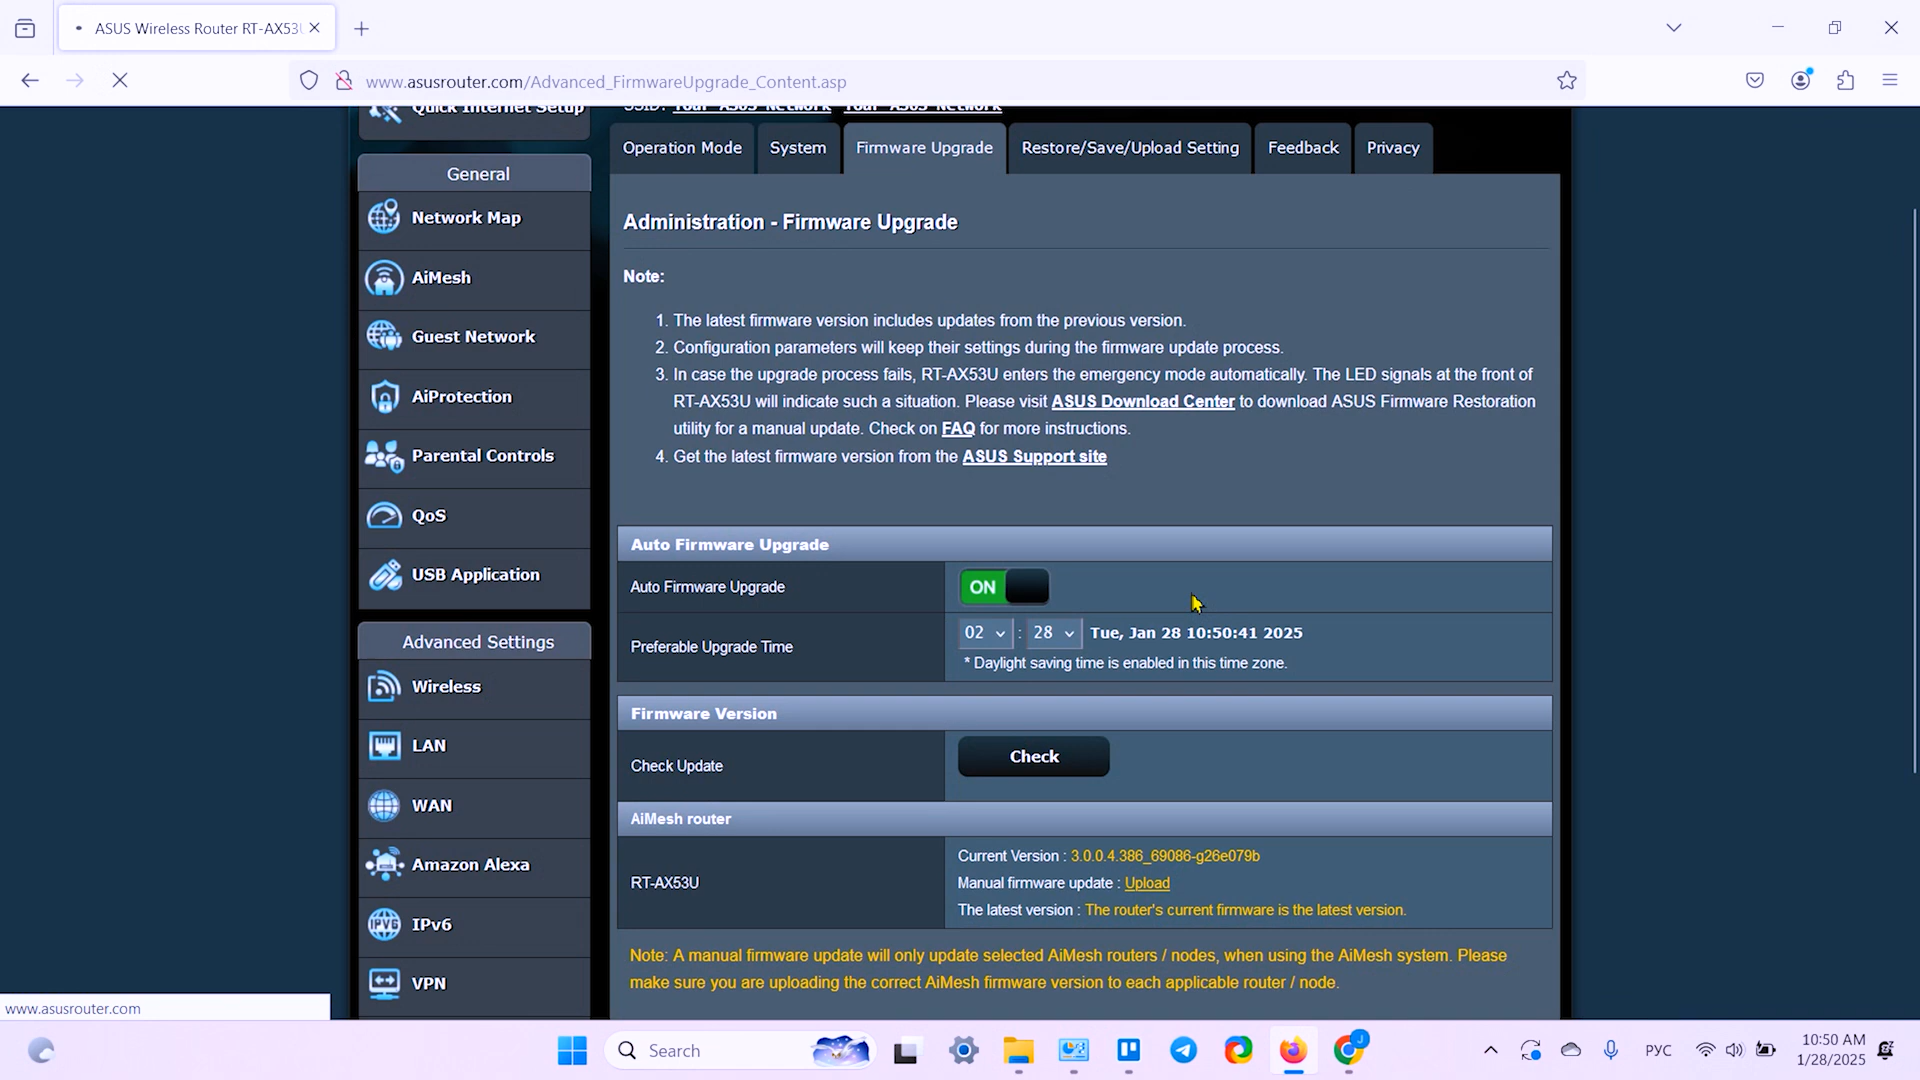 ASUS Wireless Router RT-AX53U
www.asusrouter.com/Advanced_FirmwareUpgrade_Content.asp
Quick Internet Setup
SSID: Your ASUS Network Your ASUS Network
Operation Mode
System
Firmware Upgrade
Restore/Save/Upload Setting
Feedback
Privacy
General
Network Map
AiMesh
Guest Network
AiProtection
Parental Controls
QoS
USB Application
Advanced Settings
Wireless
LAN
WAN
Amazon Alexa
IPv6
VPN
Administration - Firmware Upgrade
Note:
1. The latest firmware version includes updates from the previous version.
2. Configuration parameters will keep their settings during the firmware update process.
3. In case the upgrade process fails, RT-AX53U enters the emergency mode automatically. The LED signals at the front of
RT-AX53U will indicate such a situation. Please visit ASUS Download Center to download ASUS Firmware Restoration
utility for a manual update. Check on FAQ for more instructions.
4. Get the latest firmware version from the ASUS Support site
Auto Firmware Upgrade
Auto Firmware Upgrade
ON
Preferable Upgrade Time
02 : 28 Tue, Jan 28 10:50:41 2025
* Daylight saving time is enabled in this time zone.
Firmware Version
Check Update
Check
AiMesh router
RT-AX53U
Current Version : 3.0.0.4.386_69086-g26e079b
Manual firmware update : Upload
The latest version : The router's current firmware is the latest version.
Note: A manual firmware update will only update selected AiMesh routers / nodes, when using the AiMesh system. Please
make sure you are uploading the correct AiMesh firmware version to each applicable router / node.
www.asusrouter.com
Search
J
РУС
10:50 AM
1/28/2025